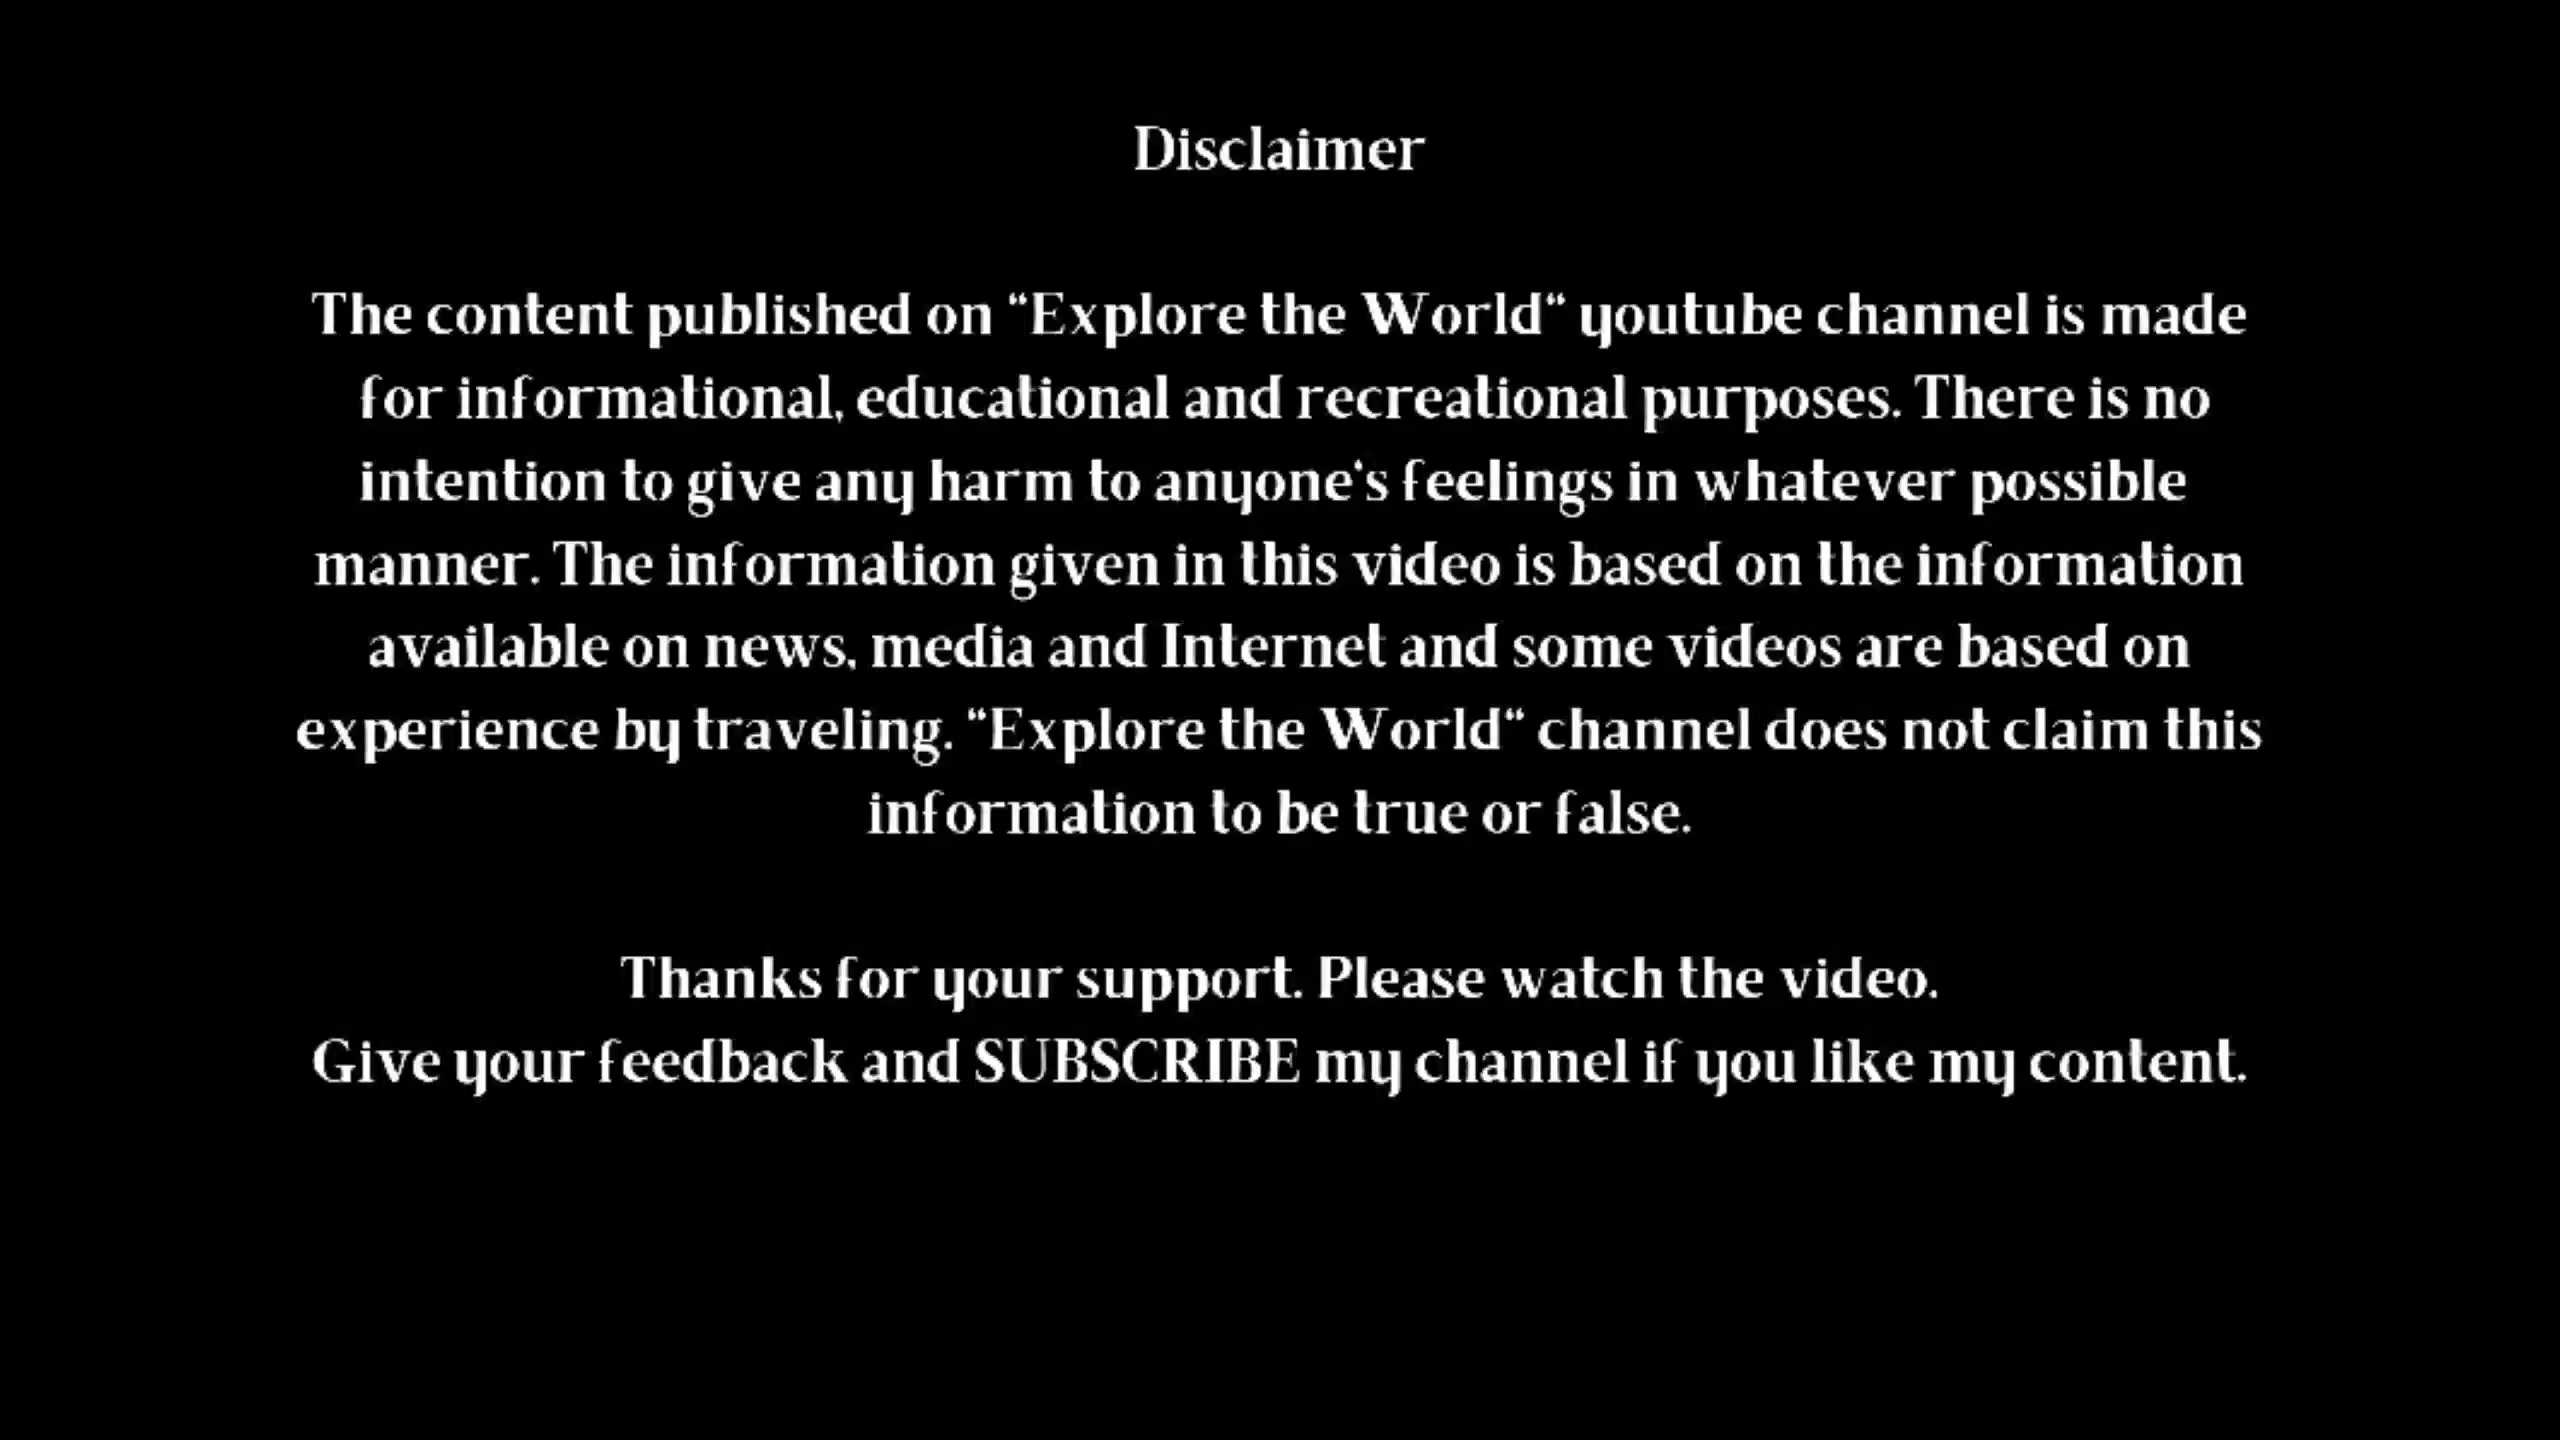 Disclaimer
The content published on “Explore the World“ youtube channel is made
for informational, educational and recreational purposes. There is no
intention to give any harm to anyone's feelings in whatever possible
manner. The information given in this video is based on the information
available on news, media and Internet and some videos are based on
experience by traveling. “Explore the World“ channel does not claim this
information to be true or false.
Thanks for your support. Please watch the video.
Give your feedback and SUBSCRIBE my channel if you like my content.